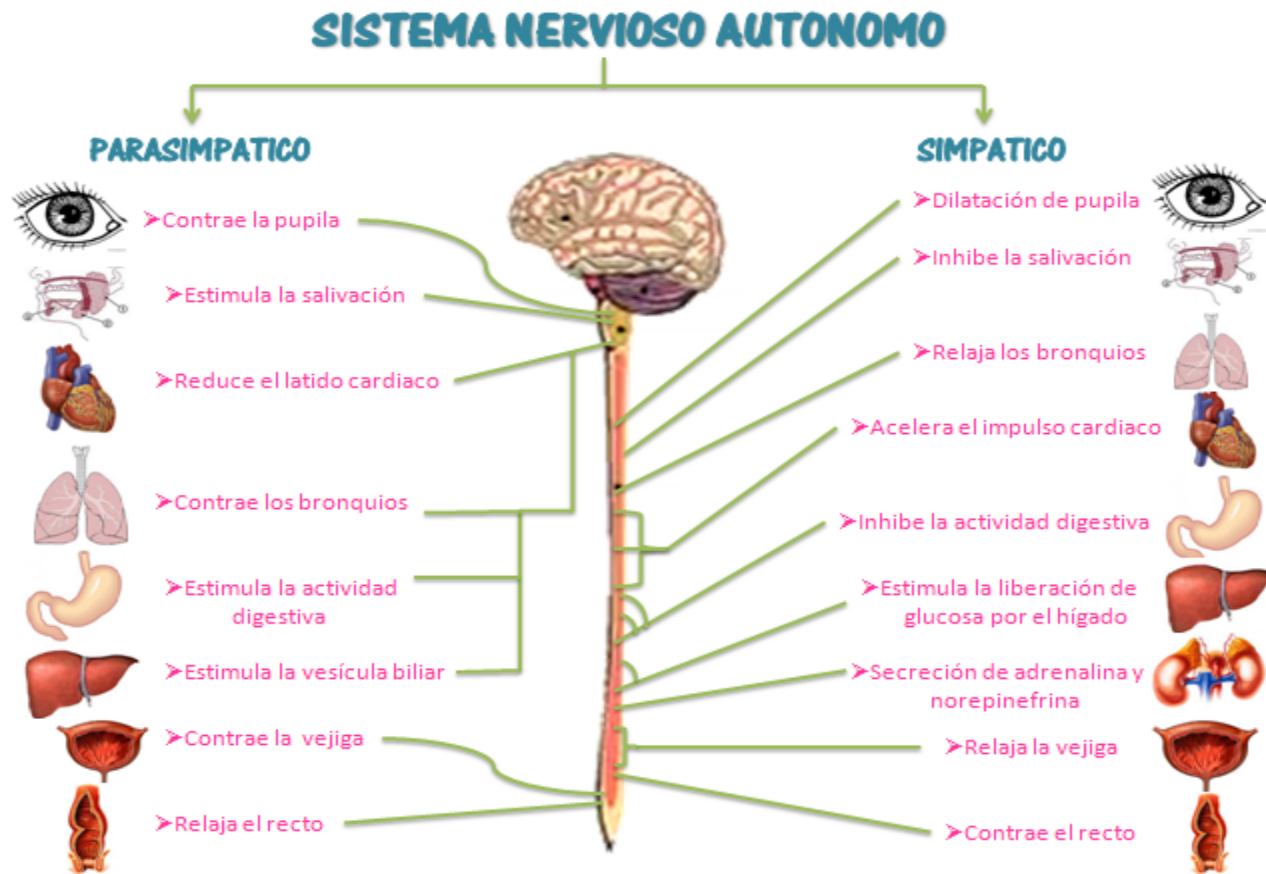 SISTEMA NERVIOSO AUTONOMO
PARASIMPATICO
➤Contrae la pupila
➤Estimula la salivación
➤Reduce el latido cardiaco
➤Contrae los bronquios
➤Estimula la actividad
digestiva
➤Estimula la vesícula biliar
➤Contrae la vejiga
➤Relaja el recto
SIMPATICO
➤Dilatación de pupila
➤Inhibe la salivación
➤Relaja los bronquios
➤Acelera el impulso cardiaco
➤Inhibe la actividad digestiva
➤Estimula la liberación de
glucosa por el hígado
➤Secreción de adrenalina y
norepinefrina
➤Relaja la vejiga
➤Contrae el recto